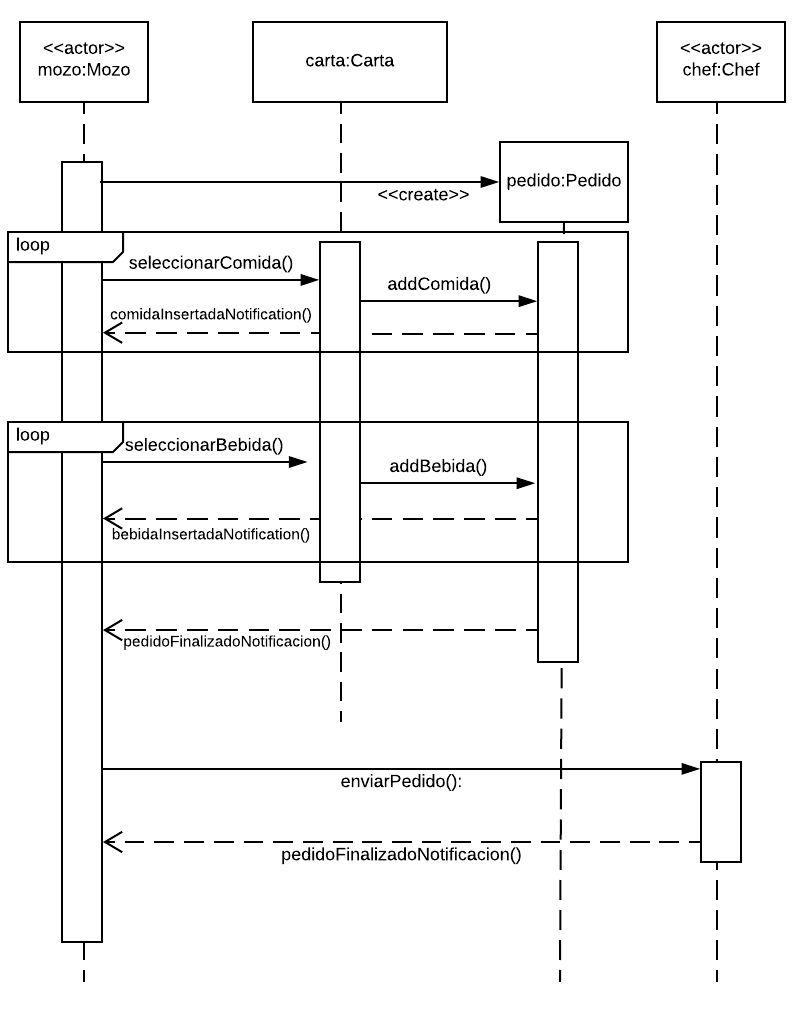 <<actor>>
mozo:Mozo
carta:Carta
<<actor>>
chef:Chef
pedido:Pedido
<<create>>
loop
seleccionarComida()
addComida()
comidaInsertadaNotification()
loop
seleccionarBebida()
addBebida()
bebidaInsertadaNotification()
pedidoFinalizadoNotificacion()
enviarPedido():
pedidoFinalizadoNotificacion()